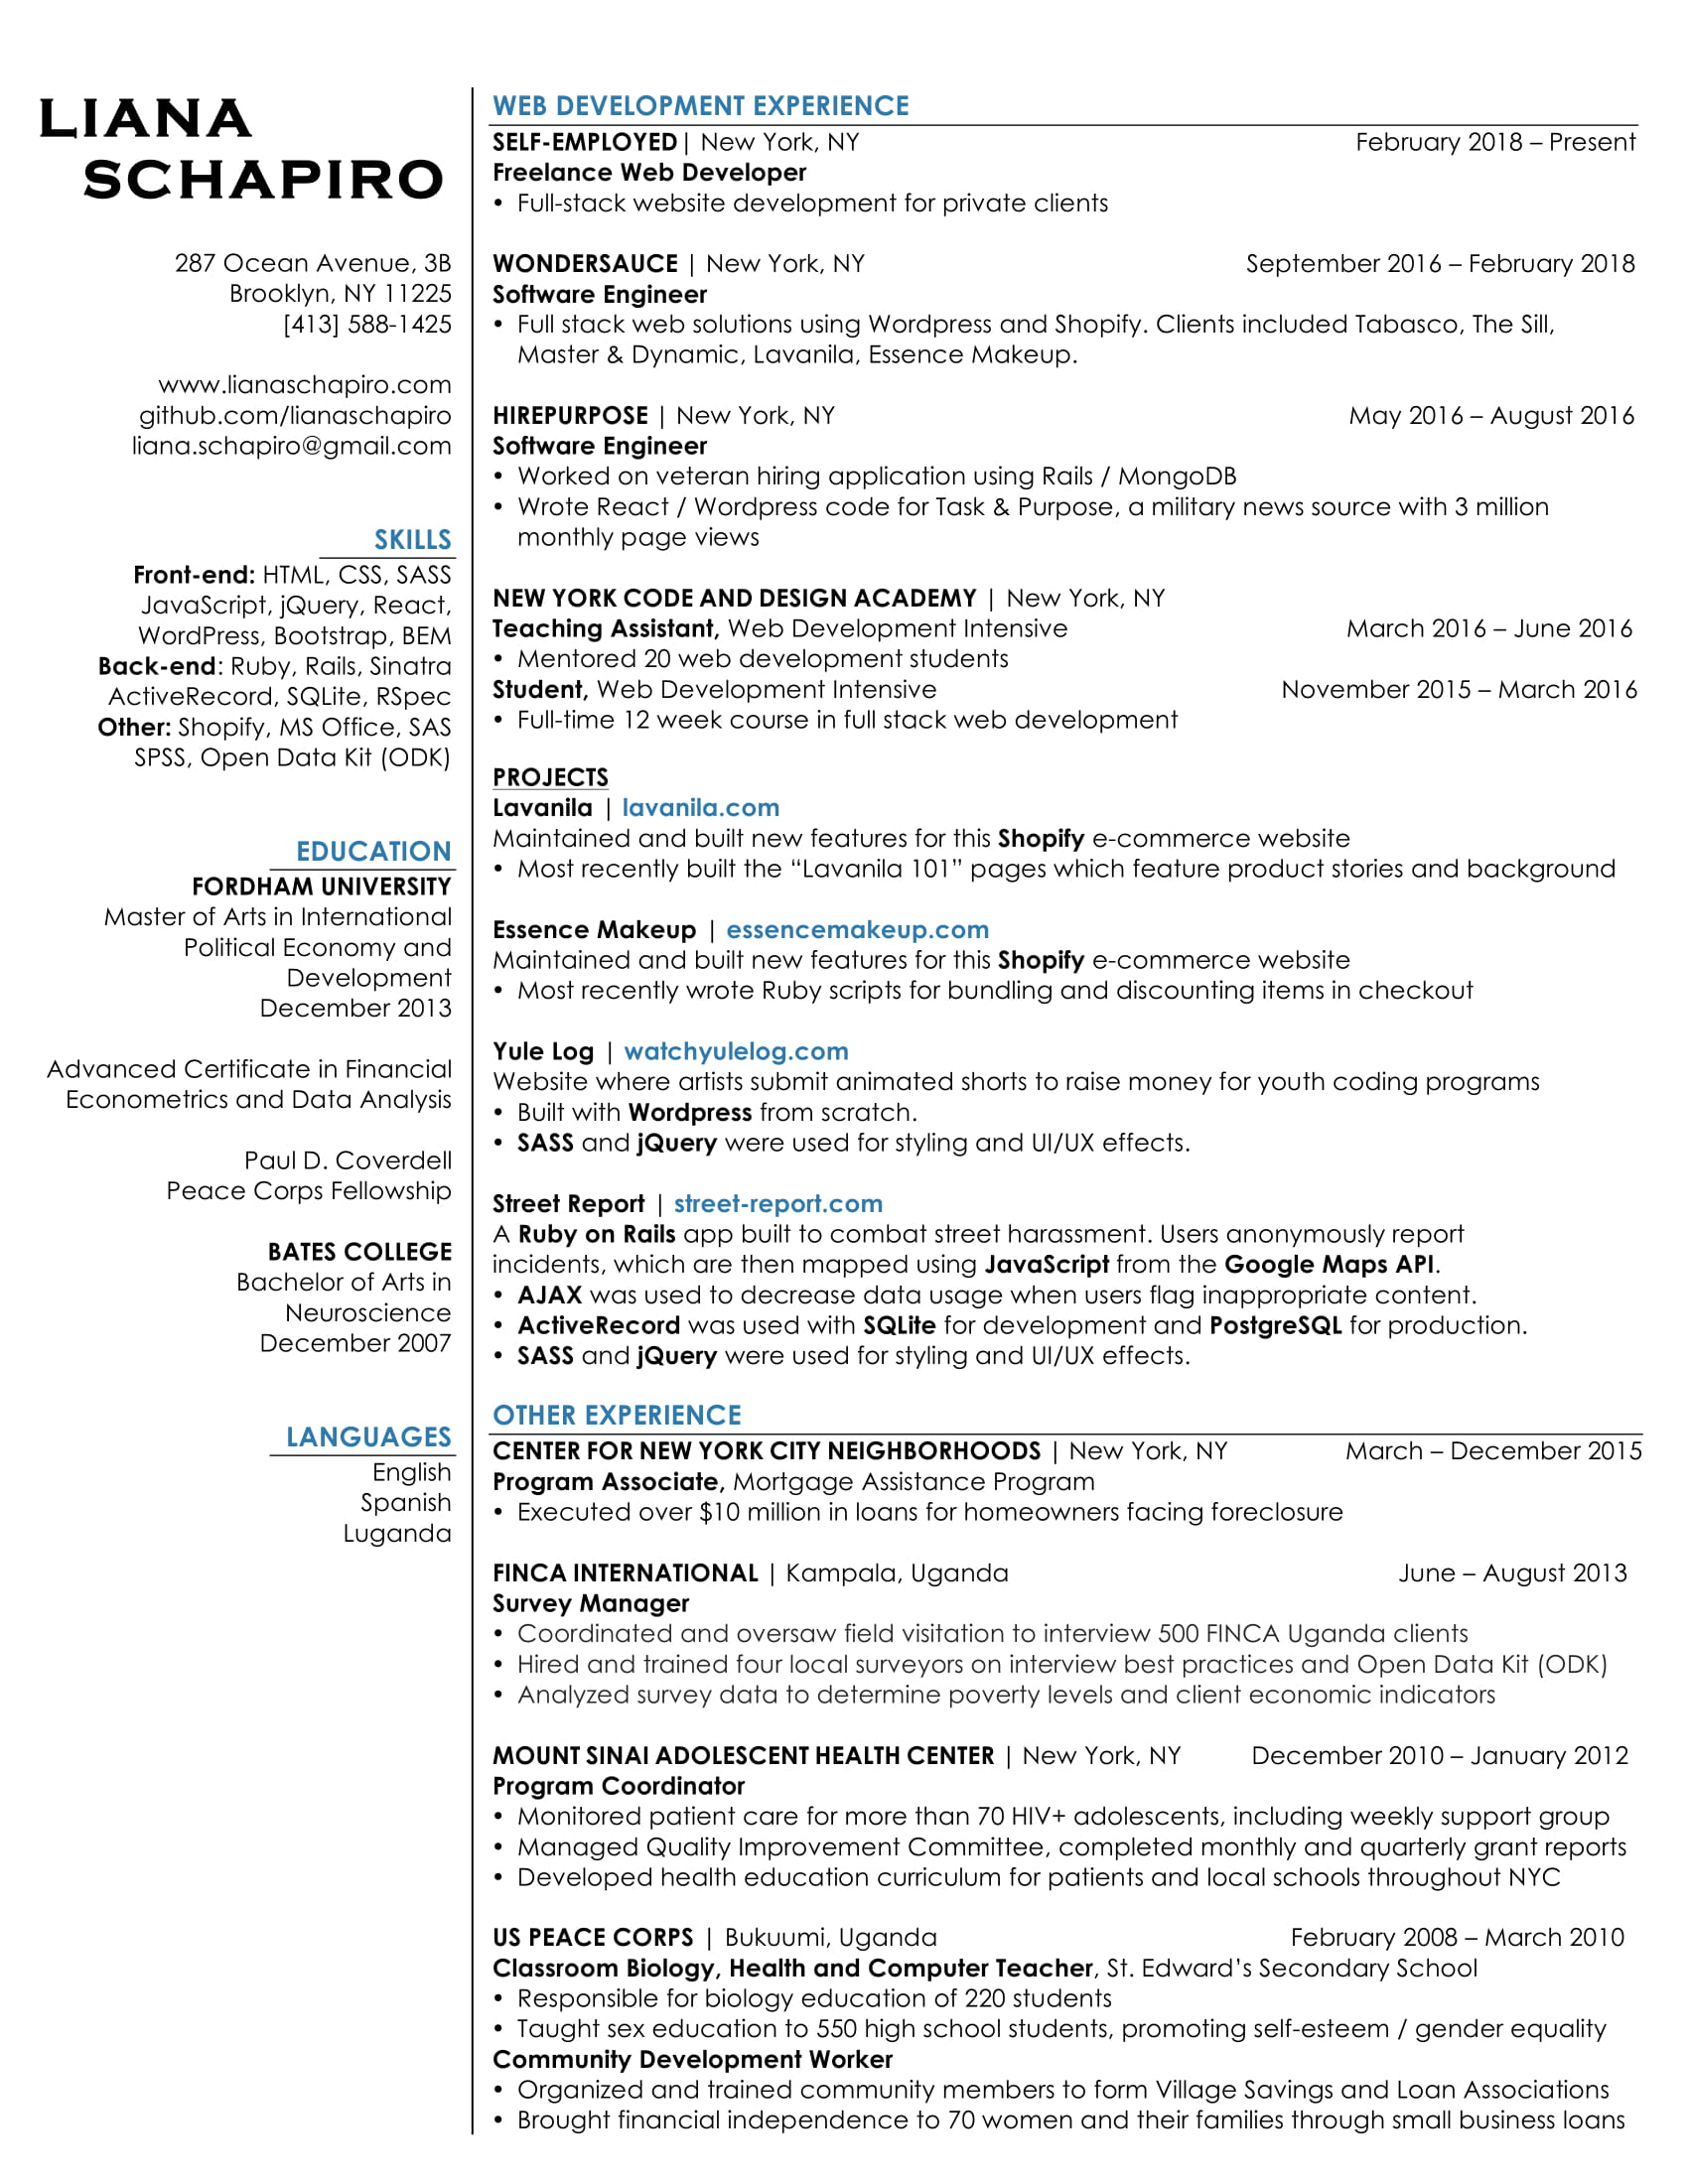 LIANA
SCHAPIRO
287 Ocean Avenue, 3B
Brooklyn, NY 11225
[413] 588-1425
www.lianaschapiro.com
github.com/lianaschapiro
liana.schapiro@gmail.com
SKILLS
Front-end: HTML, CSS, SASS
JavaScript, jQuery, React,
WordPress, Bootstrap, BEM
Back-end: Ruby, Rails, Sinatra
ActiveRecord, SQLite, RSpec
Other: Shopify, MS Office, SAS
SPSS, Open Data Kit (ODK)
EDUCATION
FORDHAM UNIVERSITY
Master of Arts in International
Political Economy and
Development
December 2013
Advanced Certificate in Financial
Econometrics and Data Analysis
Paul D. Coverdell
Peace Corps Fellowship
BATES COLLEGE
Bachelor of Arts in
Neuroscience
December 2007
LANGUAGES
English
Spanish
Luganda
WEB DEVELOPMENT EXPERIENCE
SELF-EMPLOYED| New York, NY February 2018 – Present
Freelance Web Developer
• Full-stack website development for private clients
WONDERSAUCE | New York, NY September 2016 – February 2018
Software Engineer
• Full stack web solutions using Wordpress and Shopify. Clients included Tabasco, The Sill,
Master & Dynamic, Lavanila, Essence Makeup.
HIREPURPOSE | New York, NY May 2016 – August 2016
Software Engineer
• Worked on veteran hiring application using Rails / MongoDB
• Wrote React / Wordpress code for Task & Purpose, a military news source with 3 million
monthly page views
NEW YORK CODE AND DESIGN ACADEMY | New York, NY
Teaching Assistant, Web Development Intensive March 2016 – June 2016
• Mentored 20 web development students
Student, Web Development Intensive November 2015 – March 2016
• Full-time 12 week course in full stack web development
PROJECTS
Lavanila | lavanila.com
Maintained and built new features for this Shopify e-commerce website
• Most recently built the “Lavanila 101” pages which feature product stories and background
Essence Makeup | essencemakeup.com
Maintained and built new features for this Shopify e-commerce website
• Most recently wrote Ruby scripts for bundling and discounting items in checkout
Yule Log | watchyulelog.com
Website where artists submit animated shorts to raise money for youth coding programs
• Built with Wordpress from scratch.
• SASS and jQuery were used for styling and UI/UX effects.
Street Report | street-report.com
A Ruby on Rails app built to combat street harassment. Users anonymously report
incidents, which are then mapped using JavaScript from the Google Maps API.
• AJAX was used to decrease data usage when users flag inappropriate content.
• ActiveRecord was used with SQLite for development and PostgreSQL for production.
• SASS and jQuery were used for styling and UI/UX effects.
OTHER EXPERIENCE
CENTER FOR NEW YORK CITY NEIGHBORHOODS | New York, NY March – December 2015
Program Associate, Mortgage Assistance Program
• Executed over $10 million in loans for homeowners facing foreclosure
FINCA INTERNATIONAL | Kampala, Uganda June – August 2013
Survey Manager
• Coordinated and oversaw field visitation to interview 500 FINCA Uganda clients
• Hired and trained four local surveyors on interview best practices and Open Data Kit (ODK)
• Analyzed survey data to determine poverty levels and client economic indicators
MOUNT SINAI ADOLESCENT HEALTH CENTER | New York, NY December 2010 – January 2012
Program Coordinator
• Monitored patient care for more than 70 HIV+ adolescents, including weekly support group
• Managed Quality Improvement Committee, completed monthly and quarterly grant reports
• Developed health education curriculum for patients and local schools throughout NYC
US PEACE CORPS | Bukuumi, Uganda February 2008 – March 2010
Classroom Biology, Health and Computer Teacher, St. Edward’s Secondary School
• Responsible for biology education of 220 students
• Taught sex education to 550 high school students, promoting self-esteem / gender equality
Community Development Worker
• Organized and trained community members to form Village Savings and Loan Associations
• Brought financial independence to 70 women and their families through small business loans